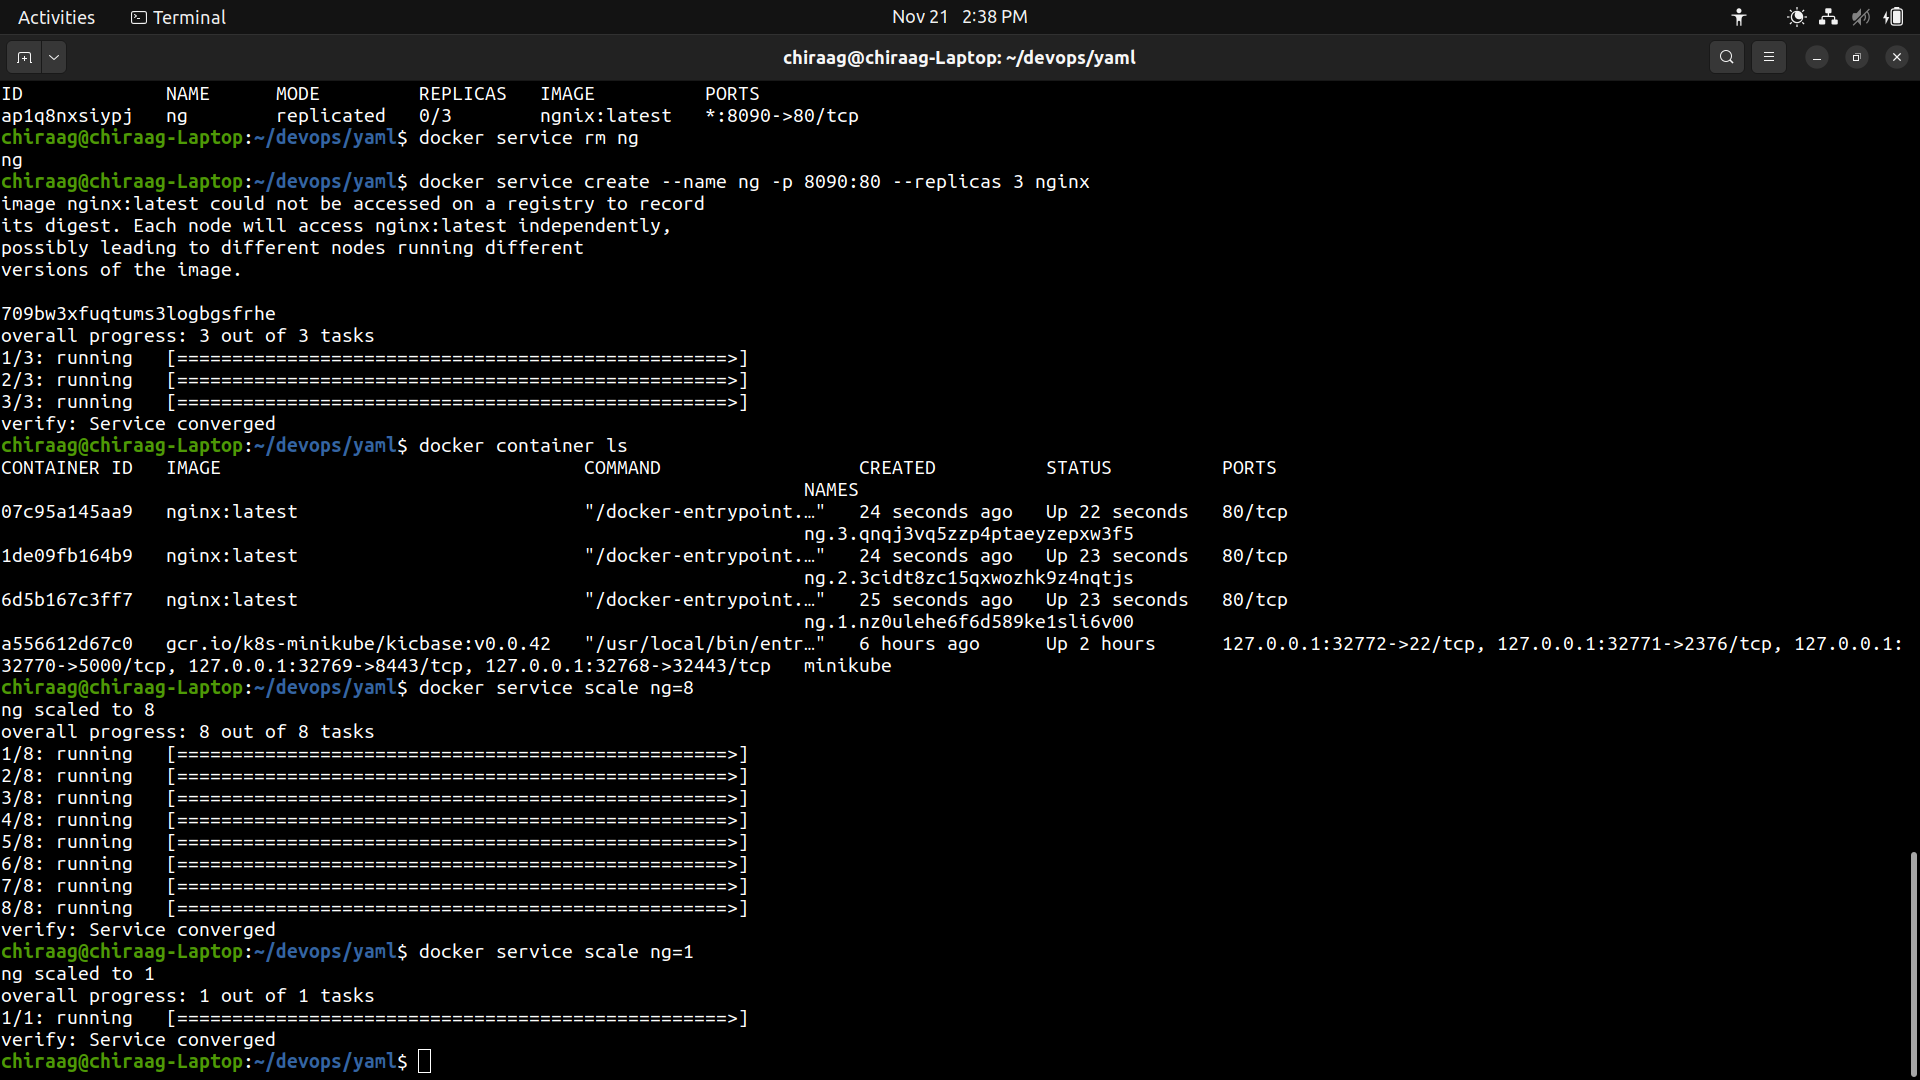 Activities Terminal Nov 21 2:38 PM
chiraag@chiraag-Laptop: ~/devops/yaml
ID NAME MODE REPLICAS IMAGE PORTS
ap1q8nxsiypj ng replicated 0/3 ngnix:latest *:8090->80/tcp
chiraag@chiraag-Laptop:~/devops/yaml$ docker service rm ng
ng
chiraag@chiraag-Laptop:~/devops/yaml$ docker service create --name ng -p 8090:80 --replicas 3 nginx
image nginx:latest could not be accessed on a registry to record
its digest. Each node will access nginx:latest independently,
possibly leading to different nodes running different
versions of the image.
709bw3xfuqtums3logbgsfrhe
overall progress: 3 out of 3 tasks
1/3: running [==================================================>]
2/3: running [==================================================>]
3/3: running [==================================================>]
verify: Service converged
chiraag@chiraag-Laptop:~/devops/yaml$ docker container ls
CONTAINER ID IMAGE COMMAND CREATED STATUS PORTS
NAMES
07c95a145aa9 nginx:latest "/docker-entrypoint.…" 24 seconds ago Up 22 seconds 80/tcp
ng.3.qnqj3vq5zzp4ptaeyzepxw3f5
1de09fb164b9 nginx:latest "/docker-entrypoint.…" 24 seconds ago Up 23 seconds 80/tcp
ng.2.3cidt8zc15qxwozhk9z4nqtjs
6d5b167c3ff7 nginx:latest "/docker-entrypoint.…" 25 seconds ago Up 23 seconds 80/tcp
ng.1.nz0ulehe6f6d589ke1sli6v00
a556612d67c0 gcr.io/k8s-minikube/kicbase:v0.0.42 "/usr/local/bin/entr…" 6 hours ago Up 2 hours 127.0.0.1:32772->22/tcp, 127.0.0.1:32771->2376/tcp, 127.0.0.1:
32770->5000/tcp, 127.0.0.1:32769->8443/tcp, 127.0.0.1:32768->32443/tcp minikube
chiraag@chiraag-Laptop:~/devops/yaml$ docker service scale ng=8
ng scaled to 8
overall progress: 8 out of 8 tasks
1/8: running [==================================================>]
2/8: running [==================================================>]
3/8: running [==================================================>]
4/8: running [==================================================>]
5/8: running [==================================================>]
6/8: running [==================================================>]
7/8: running [==================================================>]
8/8: running [==================================================>]
verify: Service converged
chiraag@chiraag-Laptop:~/devops/yaml$ docker service scale ng=1
ng scaled to 1
overall progress: 1 out of 1 tasks
1/1: running [==================================================>]
verify: Service converged
chiraag@chiraag-Laptop:~/devops/yaml$